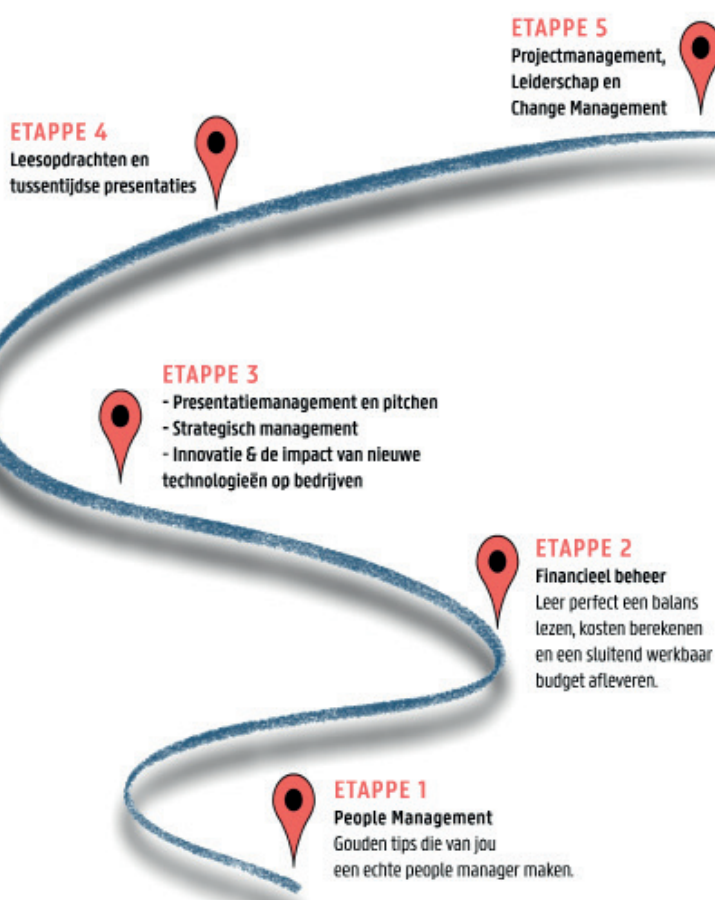 ETAPPE 5
Projectmanagement,
Leiderschap en
Change Management
ETAPPE 4
Leesopdrachten en
tussentijdse presentaties
ETAPPE 3
- Presentatiemanagement en pitchen
- Strategisch management
- Innovatie & de impact van nieuwe
technologieën op bedrijven
ETAPPE 2
Financieel beheer
Leer perfect een balans
lezen, kosten berekenen
en een sluitend werkbaar
budget afleveren.
ETAPPE 1
People Management
Gouden tips die van jou
een echte people manager maken.